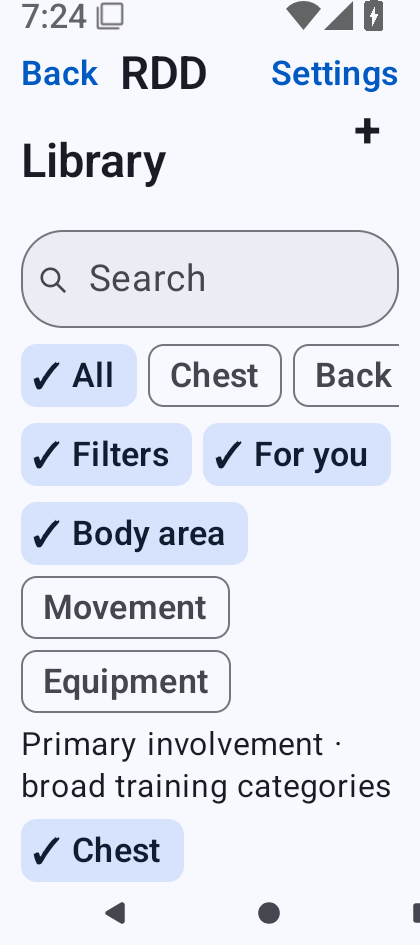 7:24
Back RDD Settings
+
Library
Search
✓ All Chest Back
✓ Filters ✓ For you
✓ Body area
Movement
Equipment
Primary involvement ·
broad training categories
✓ Chest